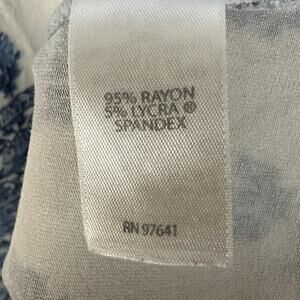 95% RAYON
5% LYCRA ®
SPANDEX
RN 97641